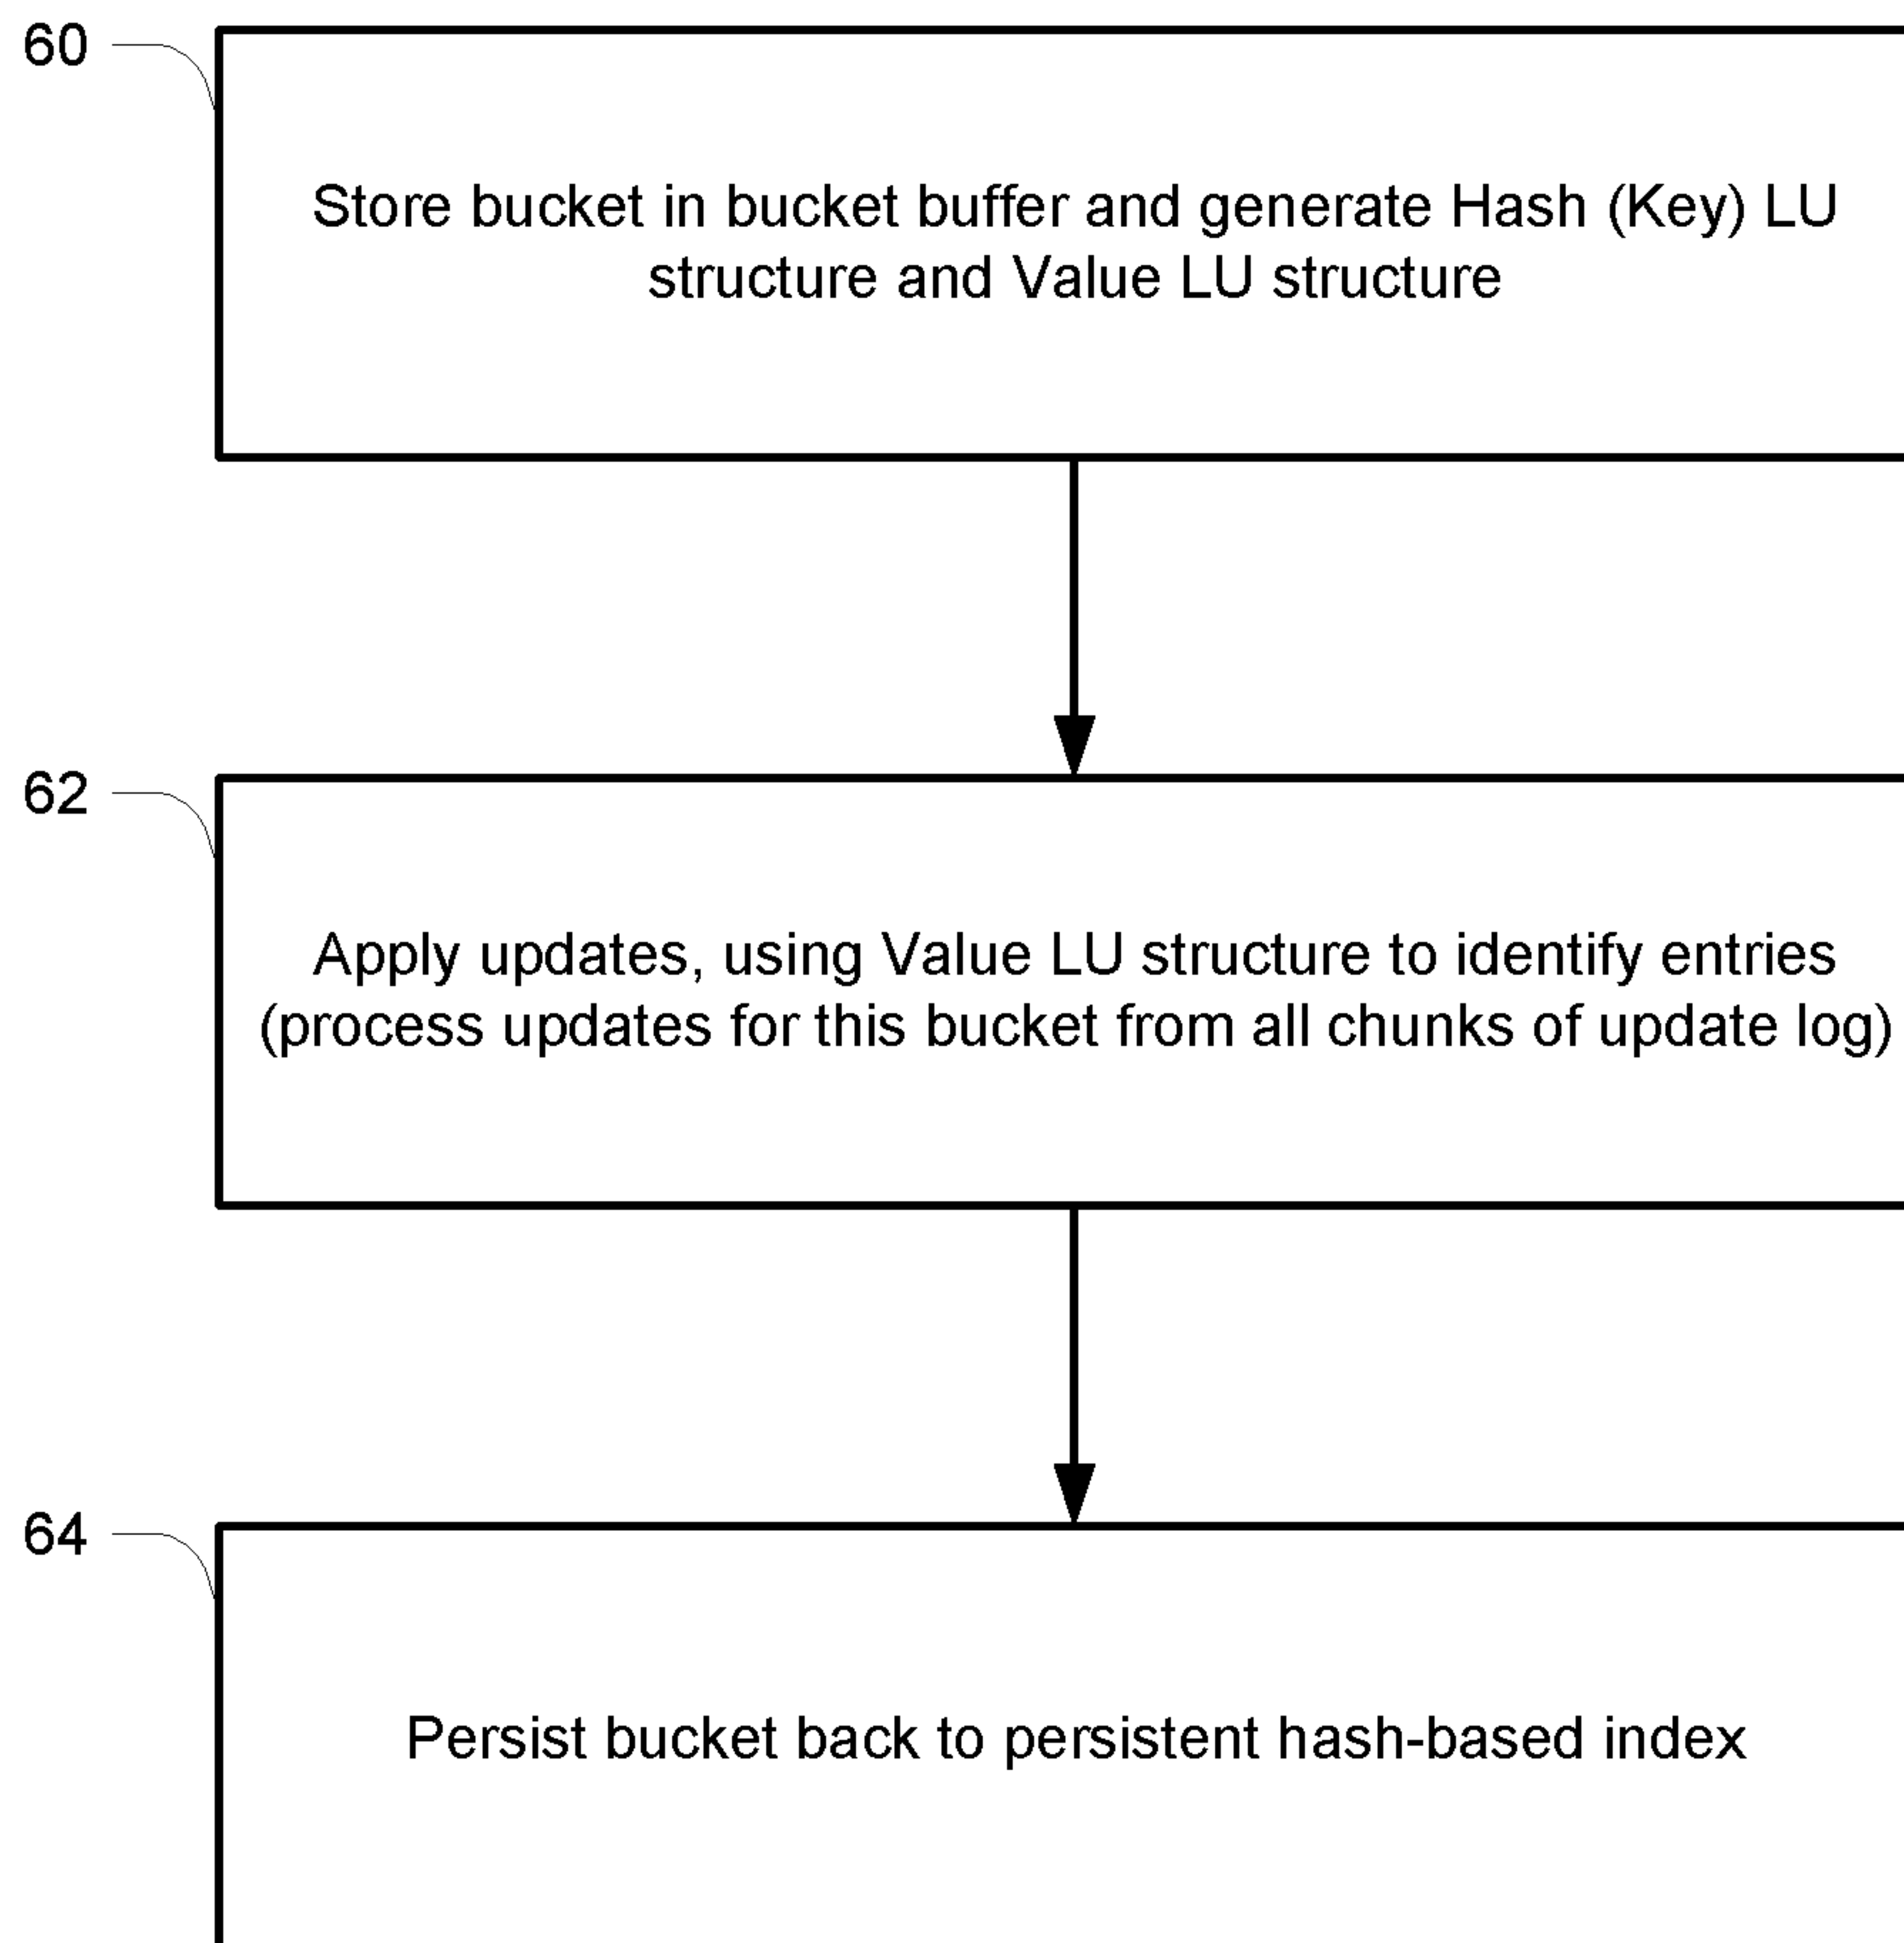 60
Store bucket in bucket buffer and generate Hash (Key) LU
structure and Value LU structure
62
Apply updates, using Value LU structure to identify entries
(process updates for this bucket from all chunks of update log)
64
Persist bucket back to persistent hash-based index